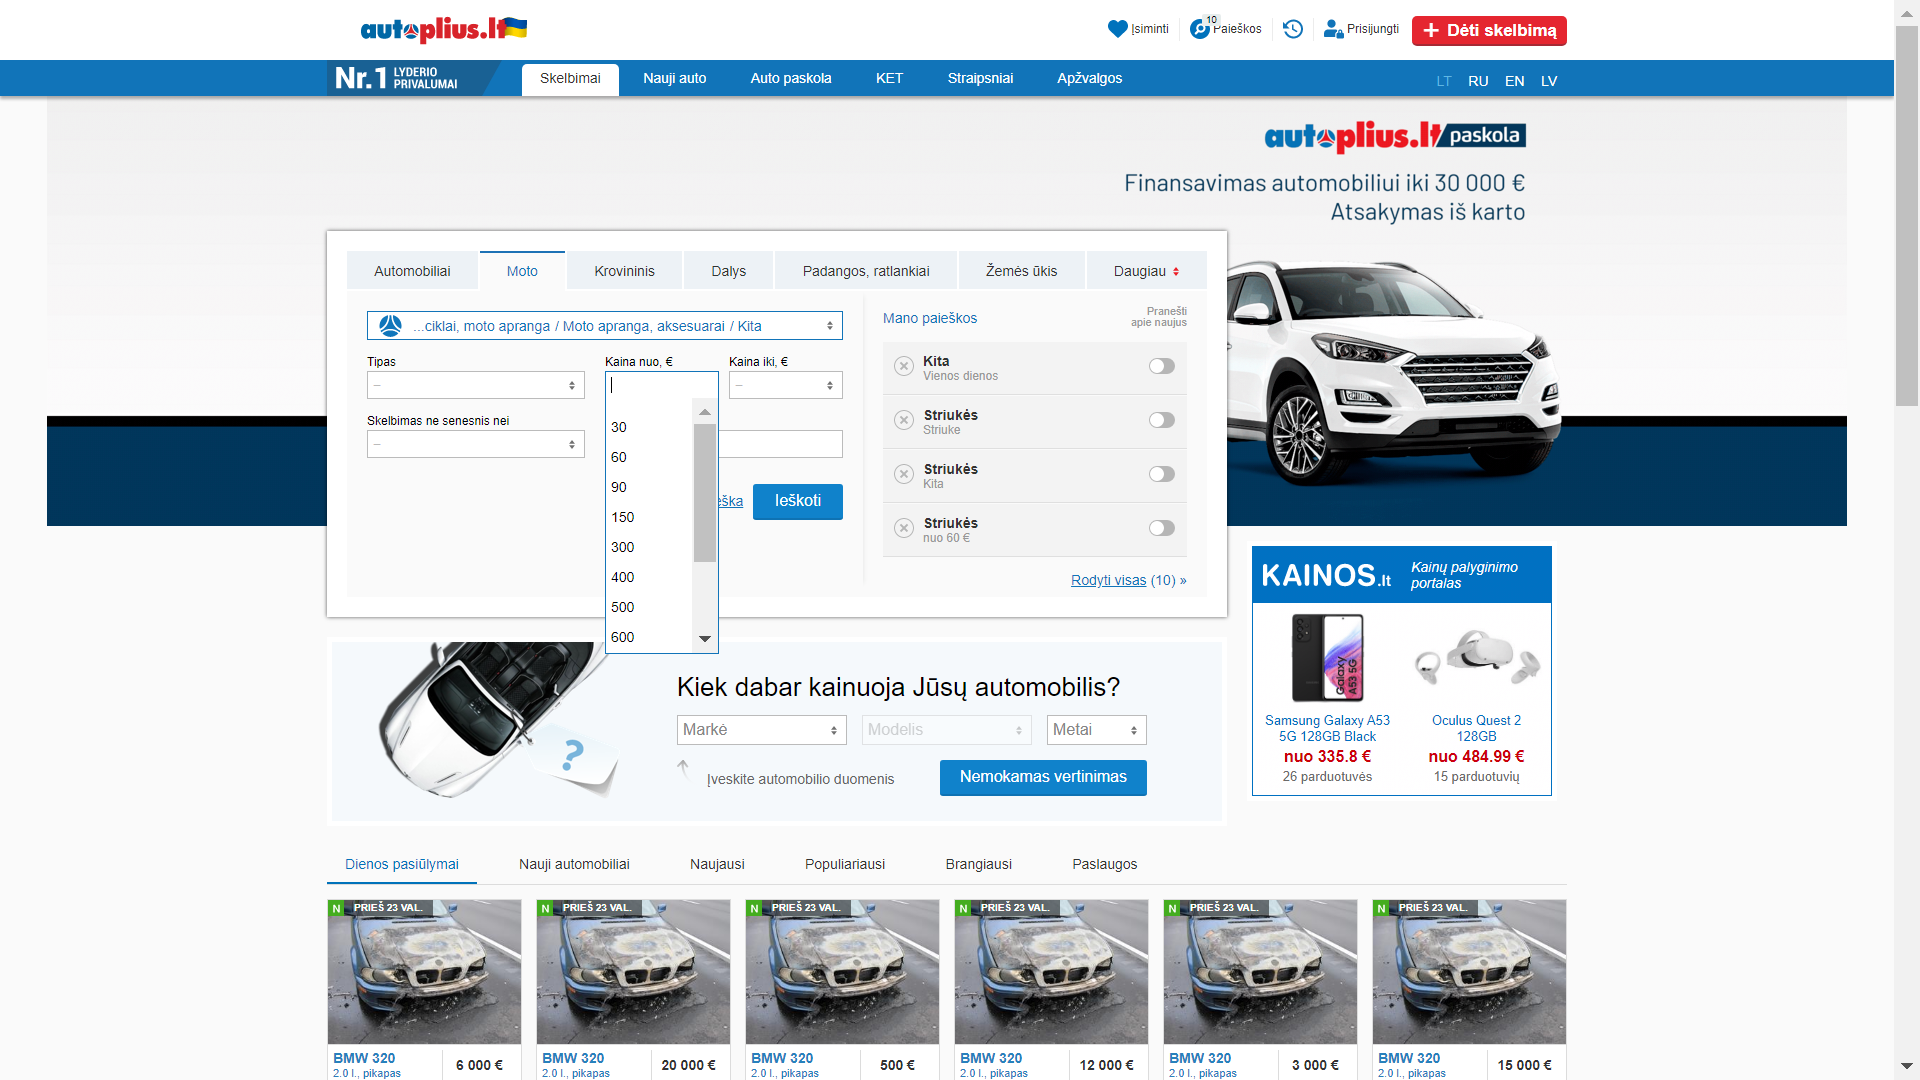 autoplius.lt
Įsiminti
10
Paieškos
Prisijungti
Dėti skelbimą
Nr.1 LYDERIO PRIVALUMAI
Skelbimai
Nauji auto
Auto paskola
KET
Straipsniai
Apžvalgos
LT
RU
EN
LV
autoplius.lt paskola
Finansavimas automobiliui iki 30 000 €
Atsakymas iš karto
Automobiliai
Moto
Krovininis
Dalys
Padangos, ratlankiai
Žemės ūkis
Daugiau
...ciklai, moto apranga / Moto apranga, aksesuarai / Kita
Tipas
–
Kaina nuo, €
Kaina iki, €
–
Skelbimas ne senesnis nei
–
30
60
90
150
300
400
500
600
eška
Ieškoti
Mano paieškos
Pranešti
apie naujus
Kita
Vienos dienos
Striukės
Striuke
Striukės
Kita
Striukės
nuo 60 €
Rodyti visas (10) »
KAINOS.lt
Kainų palyginimo
portalas
Galaxy
A53 5G
Samsung Galaxy A53
5G 128GB Black
nuo 335.8 €
26 parduotuvės
Oculus Quest 2
128GB
nuo 484.99 €
15 parduotuvių
?
Kiek dabar kainuoja Jūsų automobilis?
Markė
Modelis
Metai
Įveskite automobilio duomenis
Nemokamas vertinimas
Dienos pasiūlymai
Nauji automobiliai
Naujausi
Populiariausi
Brangiausi
Paslaugos
N PRIEŠ 23 VAL.
N PRIEŠ 23 VAL.
N PRIEŠ 23 VAL.
N PRIEŠ 23 VAL.
N PRIEŠ 23 VAL.
N PRIEŠ 23 VAL.
BMW 320
2.0 l., pikapas
6 000 €
BMW 320
2.0 l., pikapas
20 000 €
BMW 320
2.0 l., pikapas
500 €
BMW 320
2.0 l., pikapas
12 000 €
BMW 320
2.0 l., pikapas
3 000 €
BMW 320
2.0 l., pikapas
15 000 €